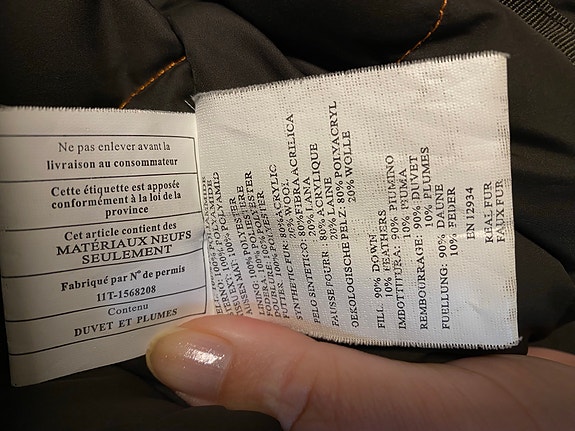 Ne pas enlever avant la
livraison au consommateur
Cette étiquette est apposée
conformément à la loi de la
province
Cet article contient des
MATÉRIAUX NEUFS
SEULEMENT
Fabriqué par N° de permis
11T-1568208
Contenu
DUVET ET PLUMES
100% POLYAMID
100% POLYESTER
LINING: 100% POLYESTER
DOUBLURE: 100% POLYESTER
FUTTER: 100% POLYESTER
SYNTHETIC FUR: 80% ACRYLIC
20% WOOL
PELO SINTETICO: 80% FIBRA ACRILICA
20% LANA
FAUSSE FOURR: 80% ACRYLIQUE
20% LAINE
OEKOLOGISCHE PELZ: 80% POLYACRYL
20% WOLLE
FILL: 90% DOWN
10% FEATHERS
IMBOTTITURA: 90% PIUMINO
10% PIUMA
REMBOURRAGE: 90% DUVET
10% PLUMES
FUELLUNG: 90% DAUNE
10% FEDER
EN 12934
REAL FUR
FAUX FUR